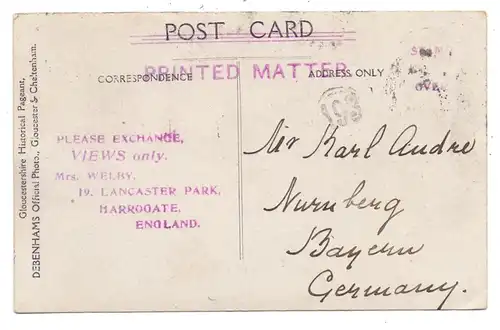 POST CARD
PRINTED MATTER
CORRESPONDENCE
ADDRESS ONLY
OVER
PLEASE EXCHANGE,
VIEWS only.
Mrs. WELBY,
19, LANCASTER PARK,
HARROGATE,
ENGLAND.
Mr Karl Andre
Nurnberg
Bayern
Germany.
Gloucestershire Historical Pageant,
DEBENHAMS Official Photo., Gloucester & Cheltenham.